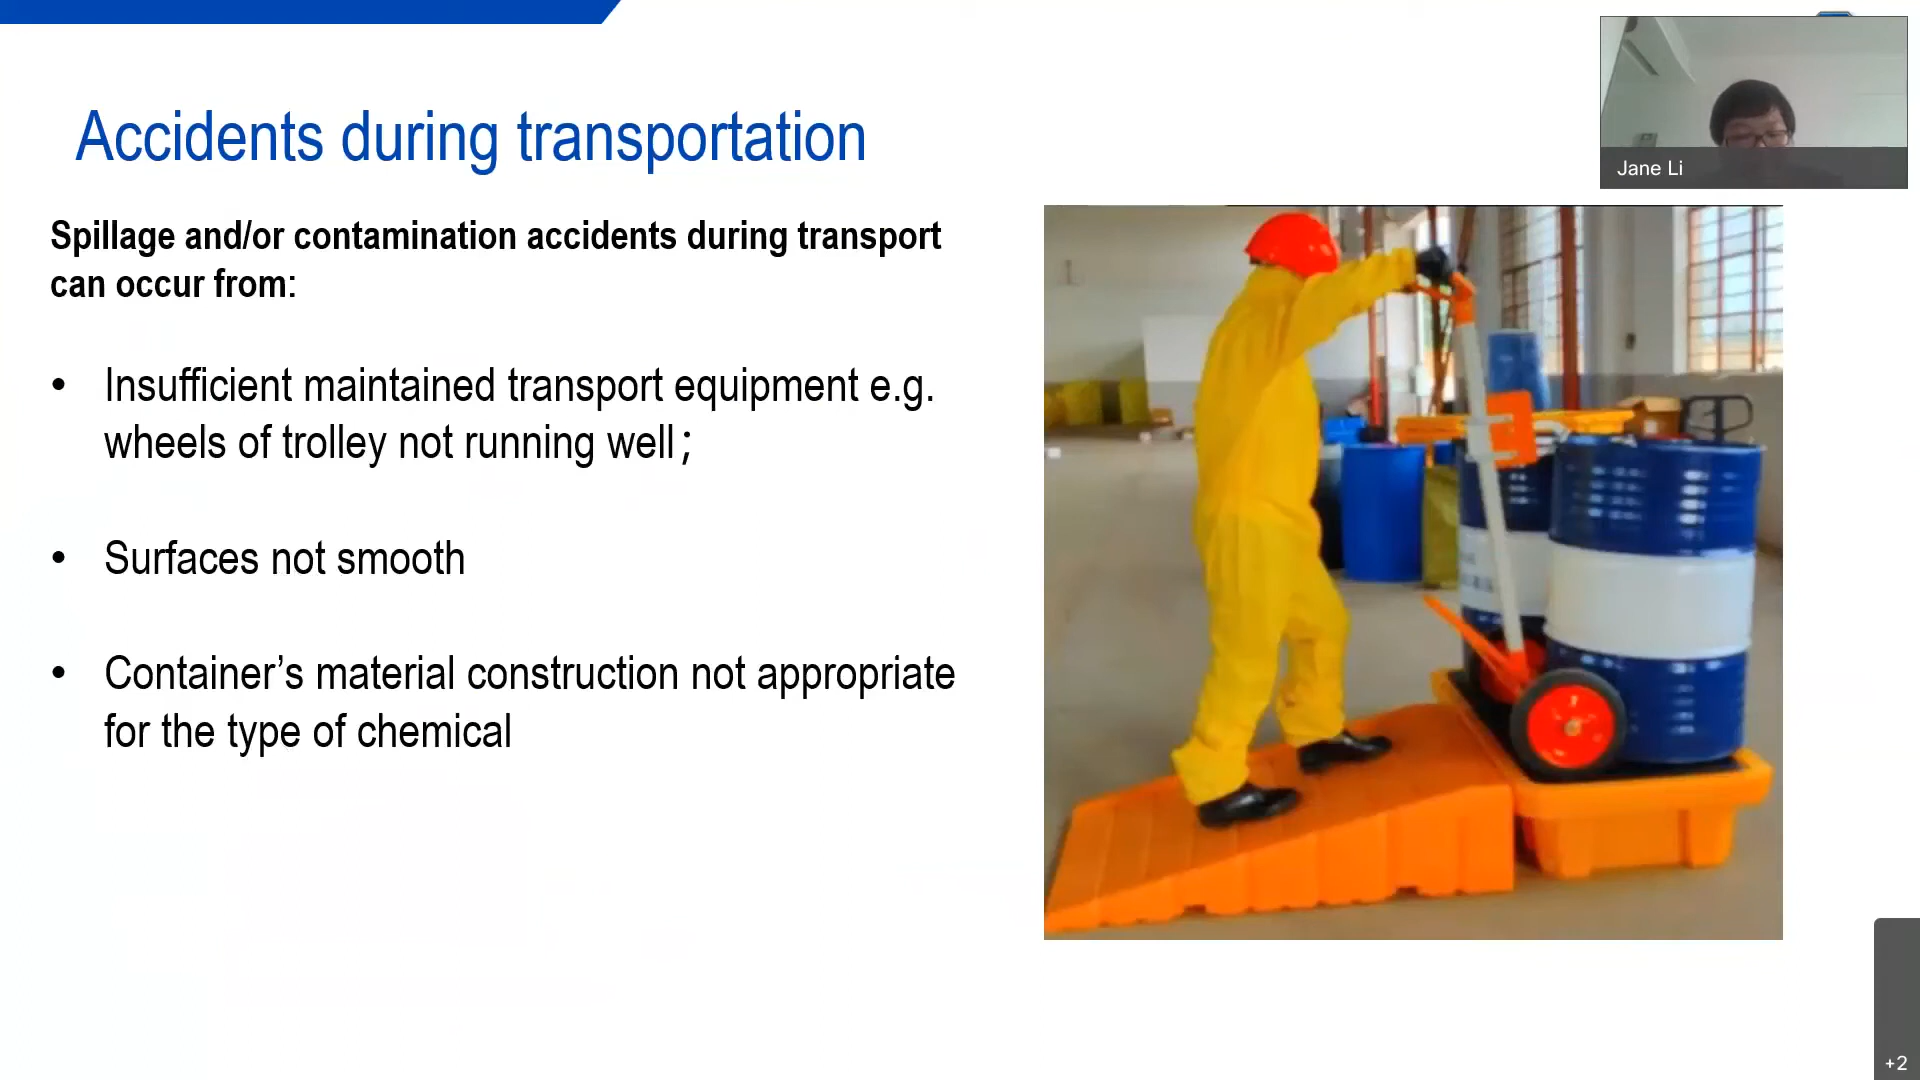 Accidents during transportation
Jane Li
Spillage and/or contamination accidents during transport
can occur from:
• Insufficient maintained transport equipment e.g.
wheels of trolley not running well；
• Surfaces not smooth
• Container’s material construction not appropriate
for the type of chemical
+2